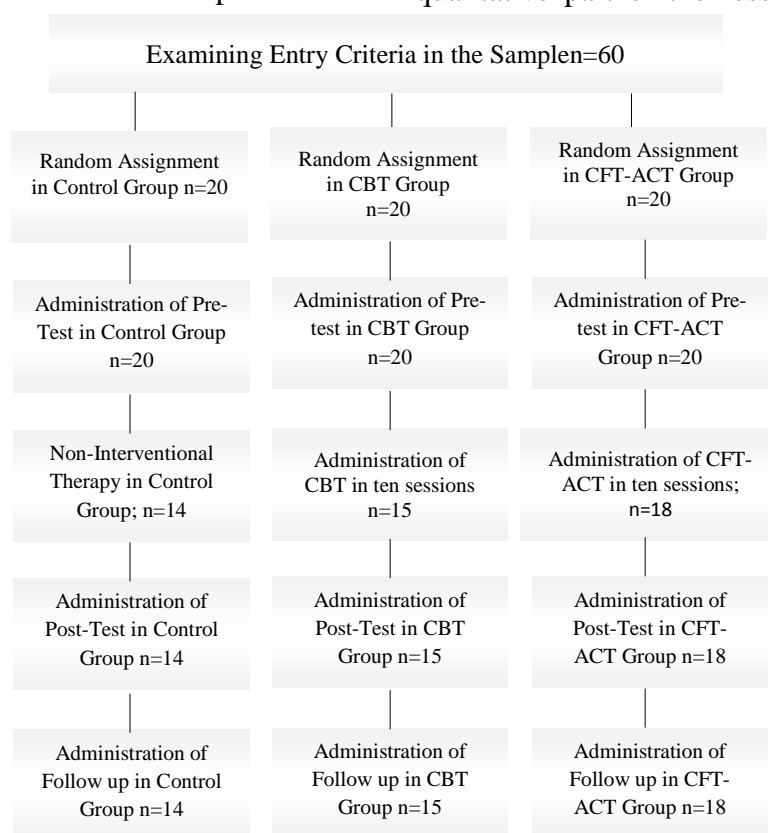 quantitative part of the
Examining Entry Criteria in the Samplen=60
Random Assignment
in Control Group n=20
Random Assignment
in CBT Group
n=20
Random Assignment
in CFT-ACT Group
n=20
Administration of Pre-
Test in Control Group
n=20
Administration of Pre-
test in CBT Group
n=20
Administration of Pre-
test in CFT-ACT
Group n=20
Non-Interventional
Therapy in Control
Group; n=14
Administration of
CBT in ten sessions
n=15
Administration of CFT-
ACT in ten sessions;
n=18
Administration of
Post-Test in Control
Group n=14
Administration of
Post-Test in CBT
Group n=15
Administration of
Post-Test in CFT-
ACT Group n=18
Administration of
Follow up in Control
Group n=14
Administration of
Follow up in CBT
Group n=15
Administration of
Follow up in CFT-
ACT Group n=18